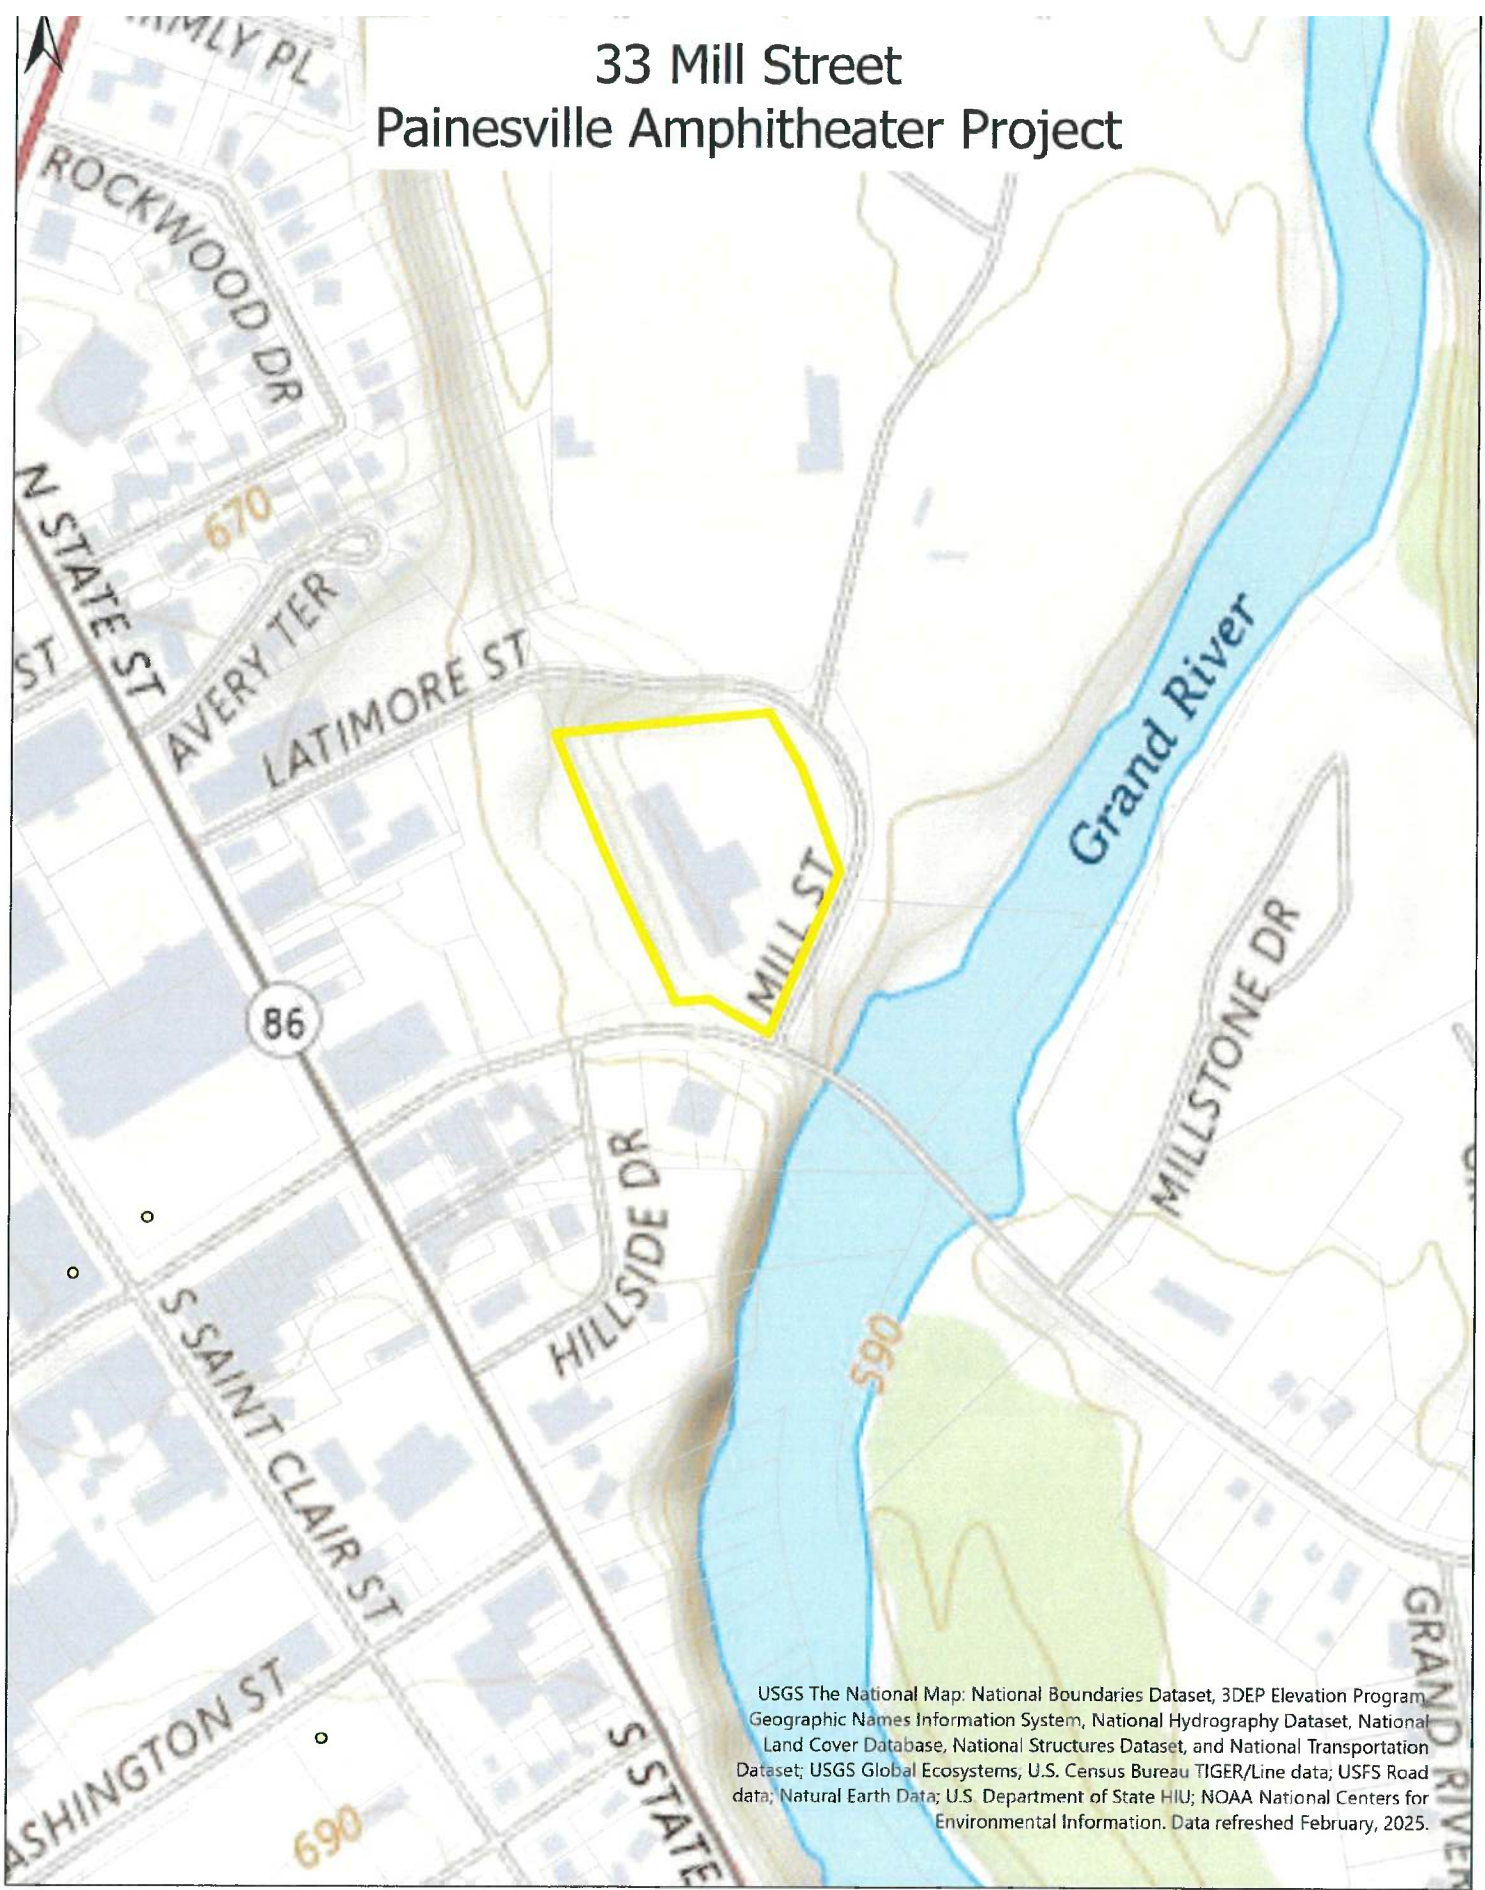 33 Mill Street
Painesville Amphitheater Project
PL
ROCKWOOD DR
N STATE ST
670
AVERY TER
ST
LATIMORE ST
MILL ST
Grand River
MILLSTONE DR
86
HILLSIDE DR
S SAINT CLAIR ST
590
ASHINGTON ST
690
S STATE
GRAND RIVER
USGS The National Map: National Boundaries Dataset, 3DEP Elevation Program,
Geographic Names Information System, National Hydrography Dataset, National
Land Cover Database, National Structures Dataset, and National Transportation
Dataset; USGS Global Ecosystems; U.S. Census Bureau TIGER/Line data; USFS Road
data; Natural Earth Data; U.S. Department of State HIU; NOAA National Centers for
Environmental Information. Data refreshed February, 2025.